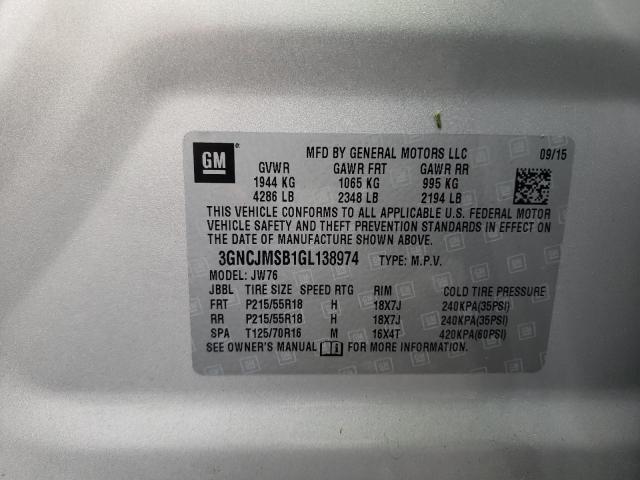 GM MFD BY GENERAL MOTORS LLC 09/15
GVWR GAWR FRT GAWR RR
1944 KG 1065 KG 995 KG
4286 LB 2348 LB 2194 LB
THIS VEHICLE CONFORMS TO ALL APPLICABLE U.S. FEDERAL MOTOR
VEHICLE SAFETY AND THEFT PREVENTION STANDARDS IN EFFECT ON
THE DATE OF MANUFACTURE SHOWN ABOVE.
3GNCJMSB1GL138974 TYPE: M.P.V.
MODEL: JW76
JBBL TIRE SIZE SPEED RTG RIM COLD TIRE PRESSURE
FRT P215/55R18 H 18X7J 240KPA(35PSI)
RR P215/55R18 H 18X7J 240KPA(35PSI)
SPA T125/70R16 M 16X4T 420KPA(60PSI)
SEE OWNER'S MANUAL FOR MORE INFORMATION.